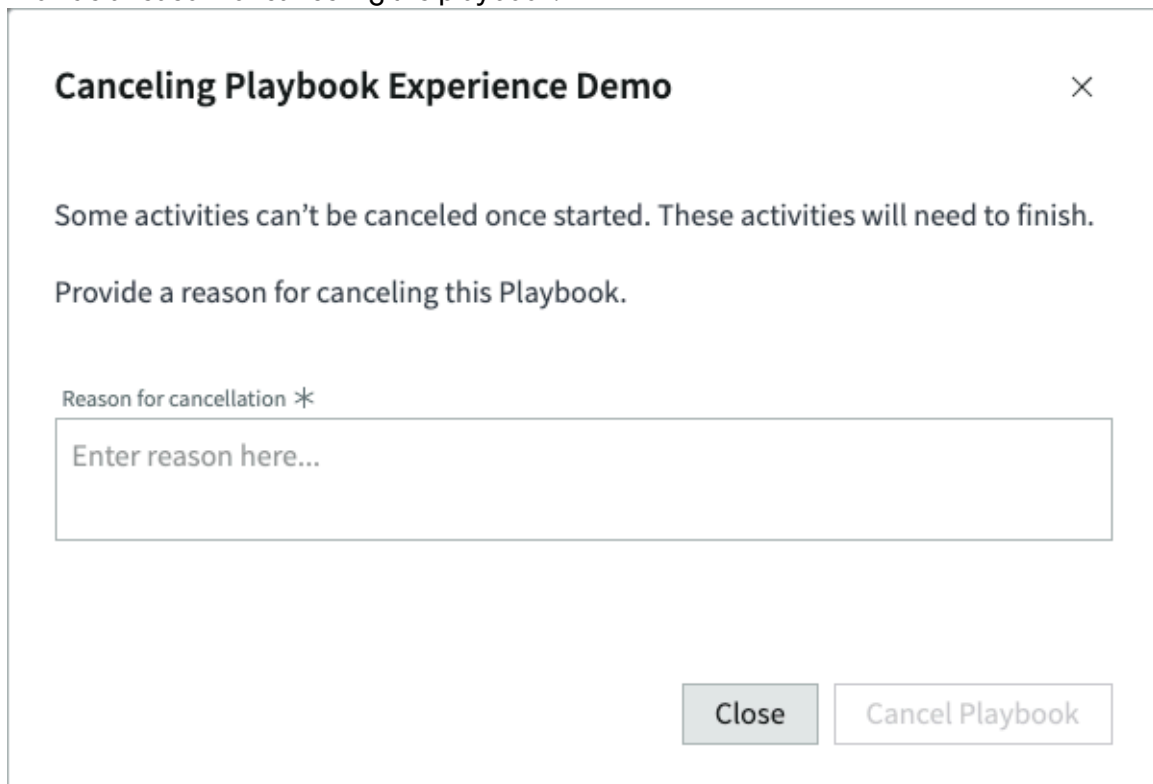 Canceling Playbook Experience Demo
Some activities can’t be canceled once started. These activities will need to finish.
Provide a reason for canceling this Playbook.
Reason for cancellation *
Enter reason here...
Close
Cancel Playbook